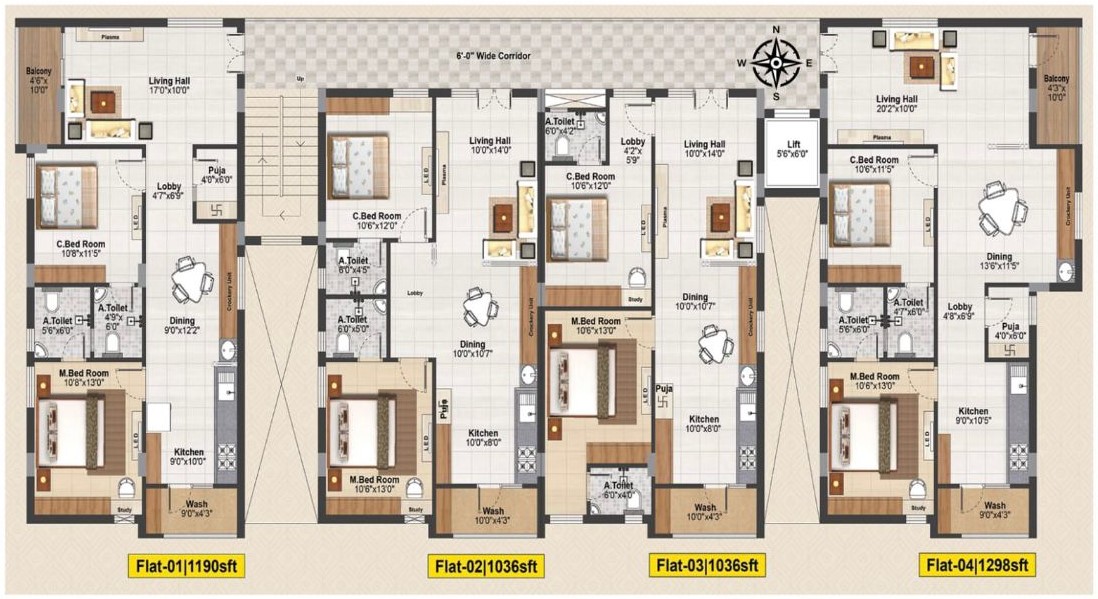 6'-0" Wide Corridor
N
W
E
S
Up
Plasma
Balcony
4'6"x
10'0"
Living Hall
17'0"x10'0"
Lobby
4'7"x6'9"
Puja
4'0"x6'0"
C.Bed Room
10'8"x11'5"
L.E.D
A.Toilet
5'6"x6'0"
A.Toilet
4'9"x
6'0"
Dining
9'0"x12'2"
Crockery Unit
M.Bed Room
10'8"x13'0"
L.E.D
Kitchen
9'0"x10'0"
Study
Wash
9'0"x4'3"
Flat-01|1190sft
C.Bed Room
10'6"x12'0"
L.E.D
Plasma
Living Hall
10'0"x14'0"
A.Toilet
6'0"x4'5"
Lobby
A.Toilet
6'0"x5'0"
Dining
10'0"x10'7"
Crockery Unit
M.Bed Room
10'6"x13'0"
L.E.D
Puja
Kitchen
10'0"x8'0"
Study
Wash
10'0"x4'3"
Flat-02|1036sft
A.Toilet
6'0"x4'2"
Lobby
4'2"x
5'9"
Living Hall
10'0"x14'0"
C.Bed Room
10'6"x12'0"
L.E.D
Plasma
Study
Dining
10'0"x10'7"
Crockery Unit
M.Bed Room
10'6"x13'0"
L.E.D
Puja
Kitchen
10'0"x8'0"
A.Toilet
6'0"x4'0"
Wash
10'0"x4'3"
Flat-03|1036sft
Lift
5'6"x6'0"
Living Hall
20'2"x10'0"
Plasma
Balcony
4'3"x
10'0"
C.Bed Room
10'6"x11'5"
L.E.D
Dining
13'6"x11'5"
Crockery Unit
A.Toilet
5'6"x6'0"
A.Toilet
4'7"x6'0"
Lobby
4'8"x6'9"
Puja
4'0"x6'0"
M.Bed Room
10'6"x13'0"
L.E.D
Kitchen
9'0"x10'5"
Study
Wash
9'0"x4'3"
Flat-04|1298sft